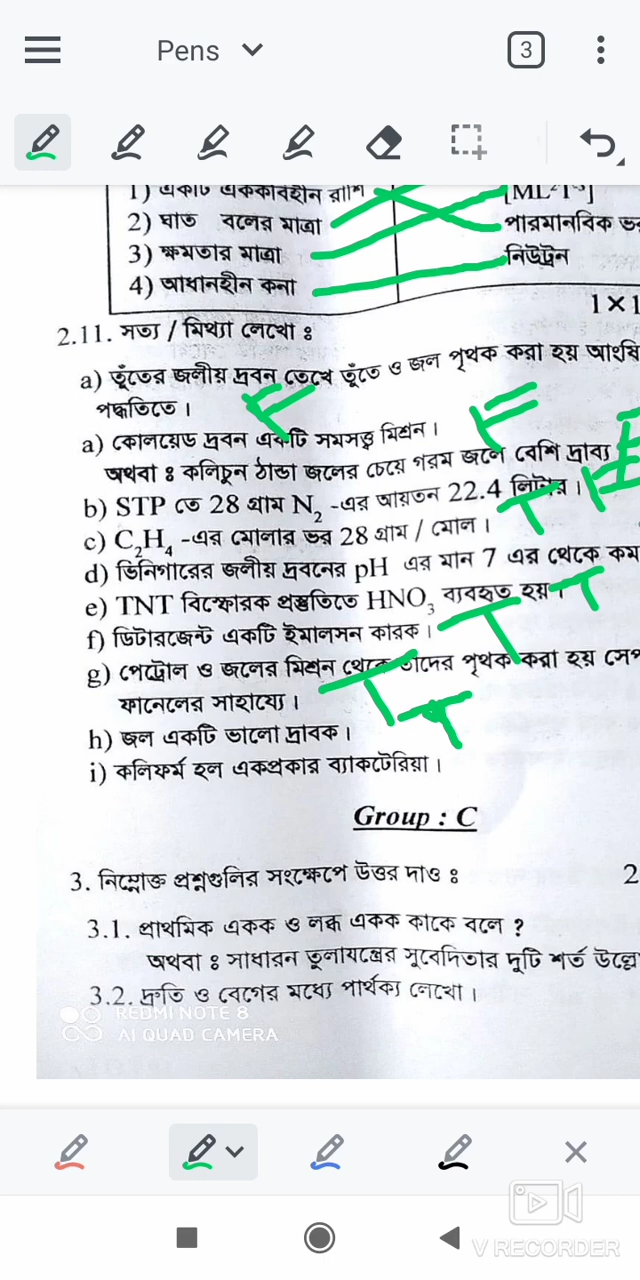 Pens
3
1) একটি এককবিহীন রাশি
[ML²T⁻³]
2) ঘাত বলের মাত্রা
পারমানবিক
3) ক্ষমতার মাত্রা
নিউট্রন
4) আধানহীন কনা
1×1
2.11. সত্য / মিথ্যা লেখো ঃ
a) তুঁতের জলীয় দ্রবন তেখে তুঁতে ও জল পৃথক করা হয়
পদ্ধতিতে।
F
a) কোলয়েড দ্রবন একটি সমসত্ত্ব মিশ্রন।
F
অথবা ঃ কলিচুন ঠান্ডা জলের চেয়ে গরম জলে বেশি দ্রাব্য
b) STP তে 28 গ্রাম N₂ -এর আয়তন 22.4 লিটার।
T
c) C₂H₄ -এর মোলার ভর 28 গ্রাম / মোল।
d) ভিনিগারের জলীয় দ্রবনের pH এর মান 7 এর থেকে কম
e) TNT বিস্ফোরক প্রস্তুতিতে HNO₃ ব্যবহৃত হয়।
T
f) ডিটারজেন্ট একটি ইমালসন কারক।
T
g) পেট্রোল ও জলের মিশ্রন থেকে তাদের পৃথক করা হয়
T
ফানেলের সাহায্যে।
T
h) জল একটি ভালো দ্রাবক।
i) কলিফর্ম হল একপ্রকার ব্যাকটেরিয়া।
Group : C
3. নিম্নোক্ত প্রশ্নগুলির সংক্ষেপে উত্তর দাও ঃ
2
3.1. প্রাথমিক একক ও লব্ধ একক কাকে বলে ?
অথবা ঃ সাধারন তুলাযন্ত্রের সুবেদিতার দুটি শর্ত
3.2. দ্রুতি ও বেগের মধ্যে পার্থক্য লেখো।
REDMI NOTE 8
AI QUAD CAMERA
V RECORDER